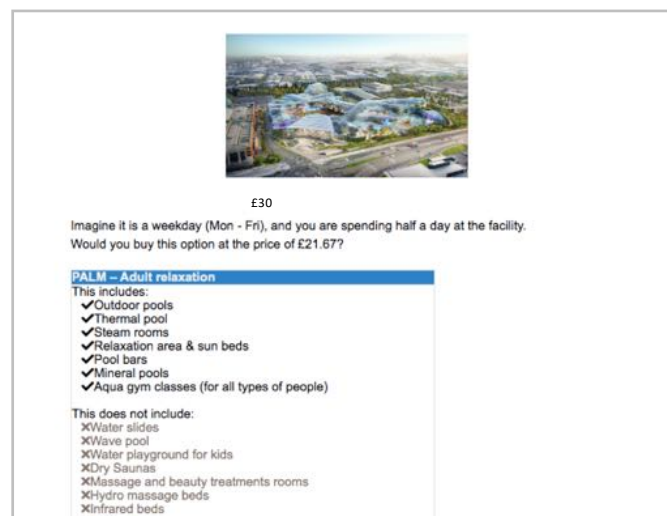 £30
Imagine it is a weekday (Mon - Fri), and you are spending half a day at the facility.
Would you buy this option at the price of £21.67?
PALM – Adult relaxation
This includes:
✔Outdoor pools
✔Thermal pool
✔Steam rooms
✔Relaxation area & sun beds
✔Pool bars
✔Mineral pools
✔Aqua gym classes (for all types of people)
This does not include:
✖Water slides
✖Wave pool
✖Water playground for kids
✖Dry Saunas
✖Massage and beauty treatments rooms
✖Hydro massage beds
✖Infrared beds